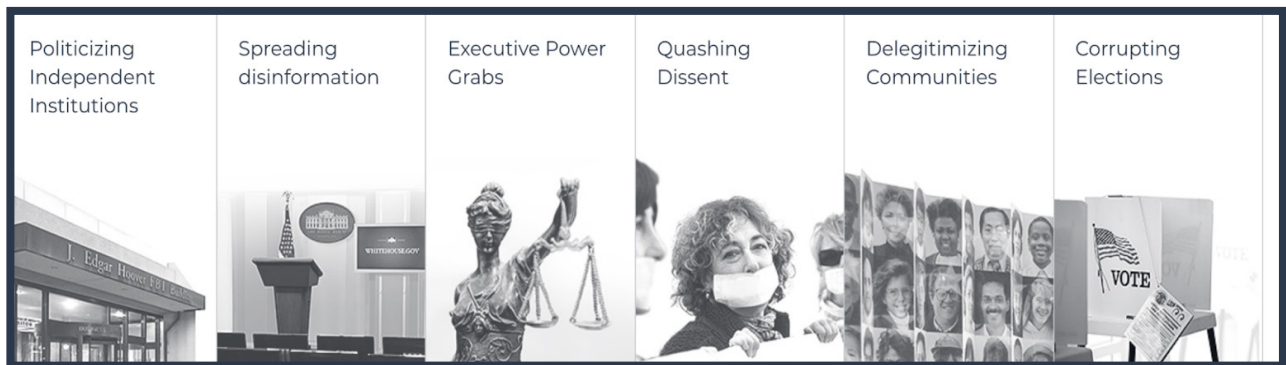 Politicizing
Independent
Institutions
Spreading
disinformation
Executive Power
Grabs
Quashing
Dissent
Delegitimizing
Communities
Corrupting
Elections
J. Edgar Hoover F.B.I. Building
WHITEHOUSE.GOV
VOTE
VOTE